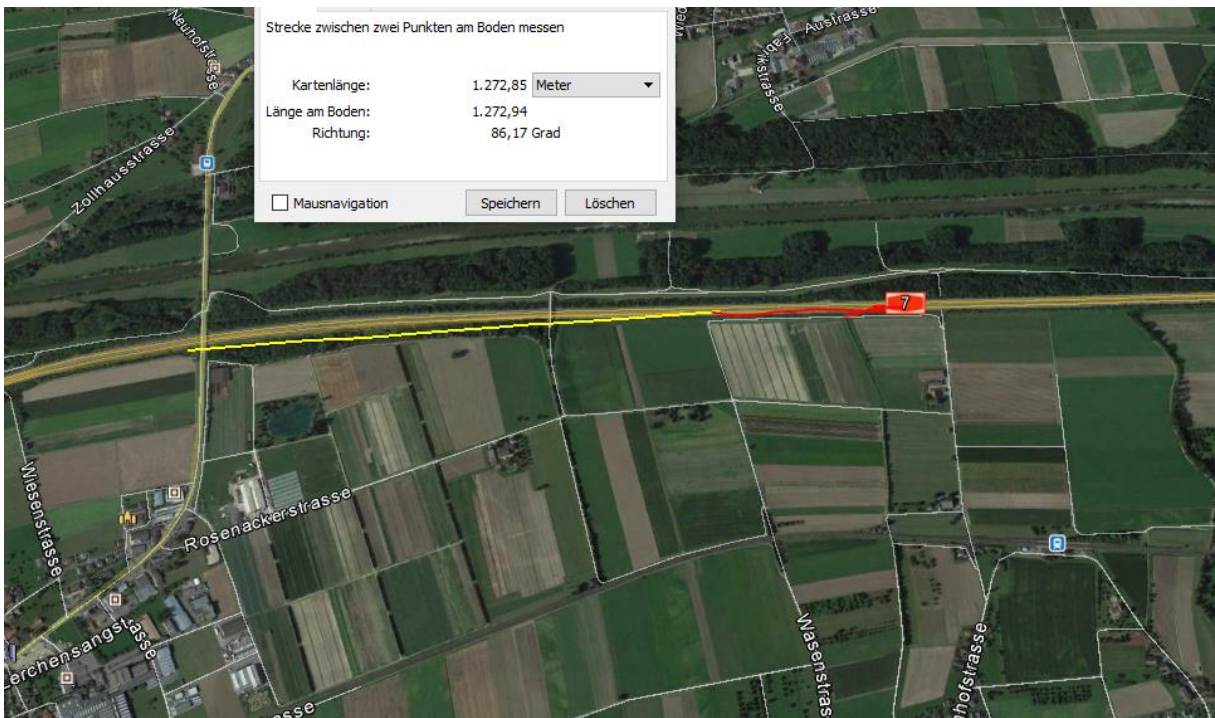 Neuhofstrasse
Strecke zwischen zwei Punkten am Boden messen
Kartenlänge: 1.272,85 Meter
Länge am Boden: 1.272,94
Richtung: 86,17 Grad
Mausnavigation Speichern Löschen
Austrasse
Fabrikstrasse
Zollhausstrasse
7
Wiesenstrasse
Rosenackerstrasse
Wasenstrasse